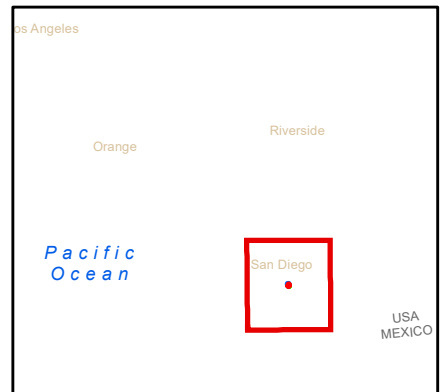 os Angeles
Riverside
Orange
Pacific
Ocean
San Diego
USA
MEXICO